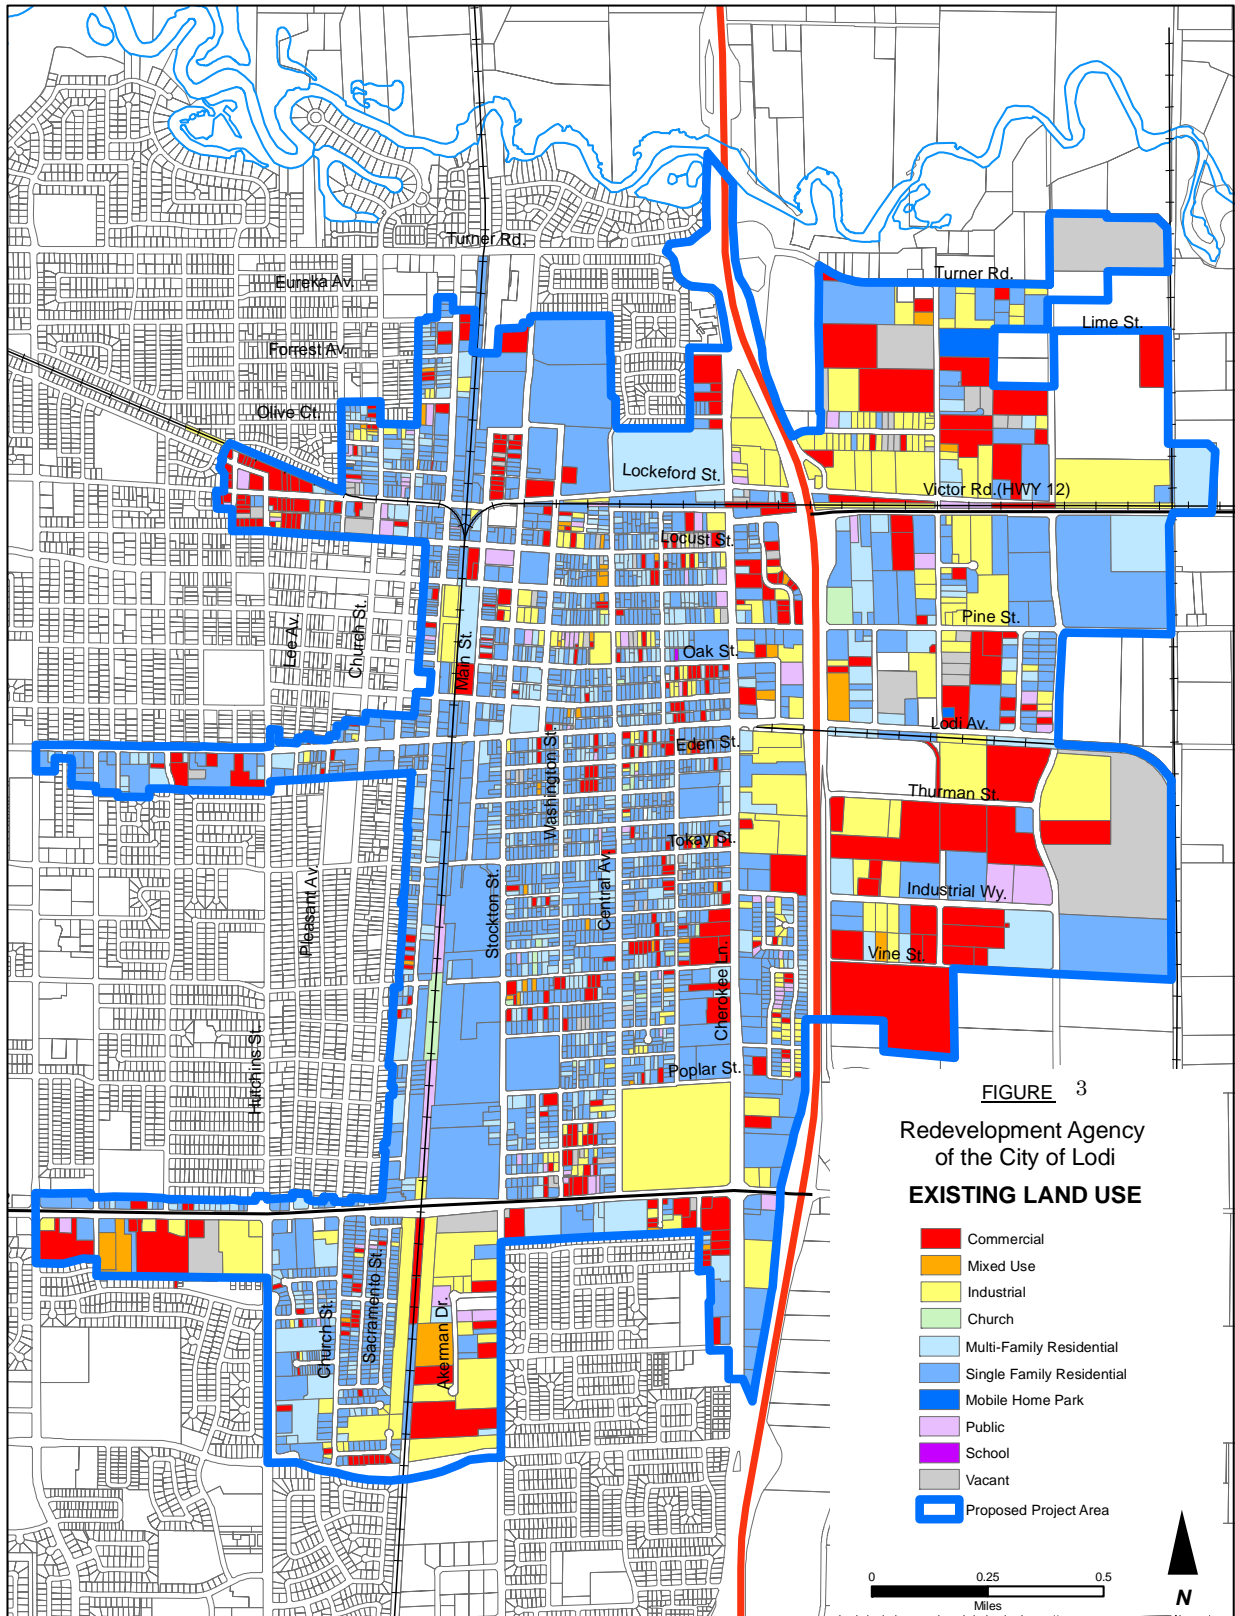 Turner Rd.
Eureka Av.
Turner Rd.
Lime St.
Forrest Av.
Olive Ct.
Lockeford St.
Victor Rd.(HWY 12)
Locust St.
Lee Av.
Church St.
Main St.
Pine St.
Oak St.
Lodi Av.
Eden St.
Washington St.
Thurman St.
Tokay St.
Pleasant Av.
Stockton St.
Central Av.
Industrial Wy.
Cherokee Ln.
Vine St.
Hutchins St.
Poplar St.
Church St.
Sacramento St.
Akerman Dr.
FIGURE 3
Redevelopment Agency
of the City of Lodi
EXISTING LAND USE
Commercial
Mixed Use
Industrial
Church
Multi-Family Residential
Single Family Residential
Mobile Home Park
Public
School
Vacant
Proposed Project Area
0 0.25 0.5
Miles
N